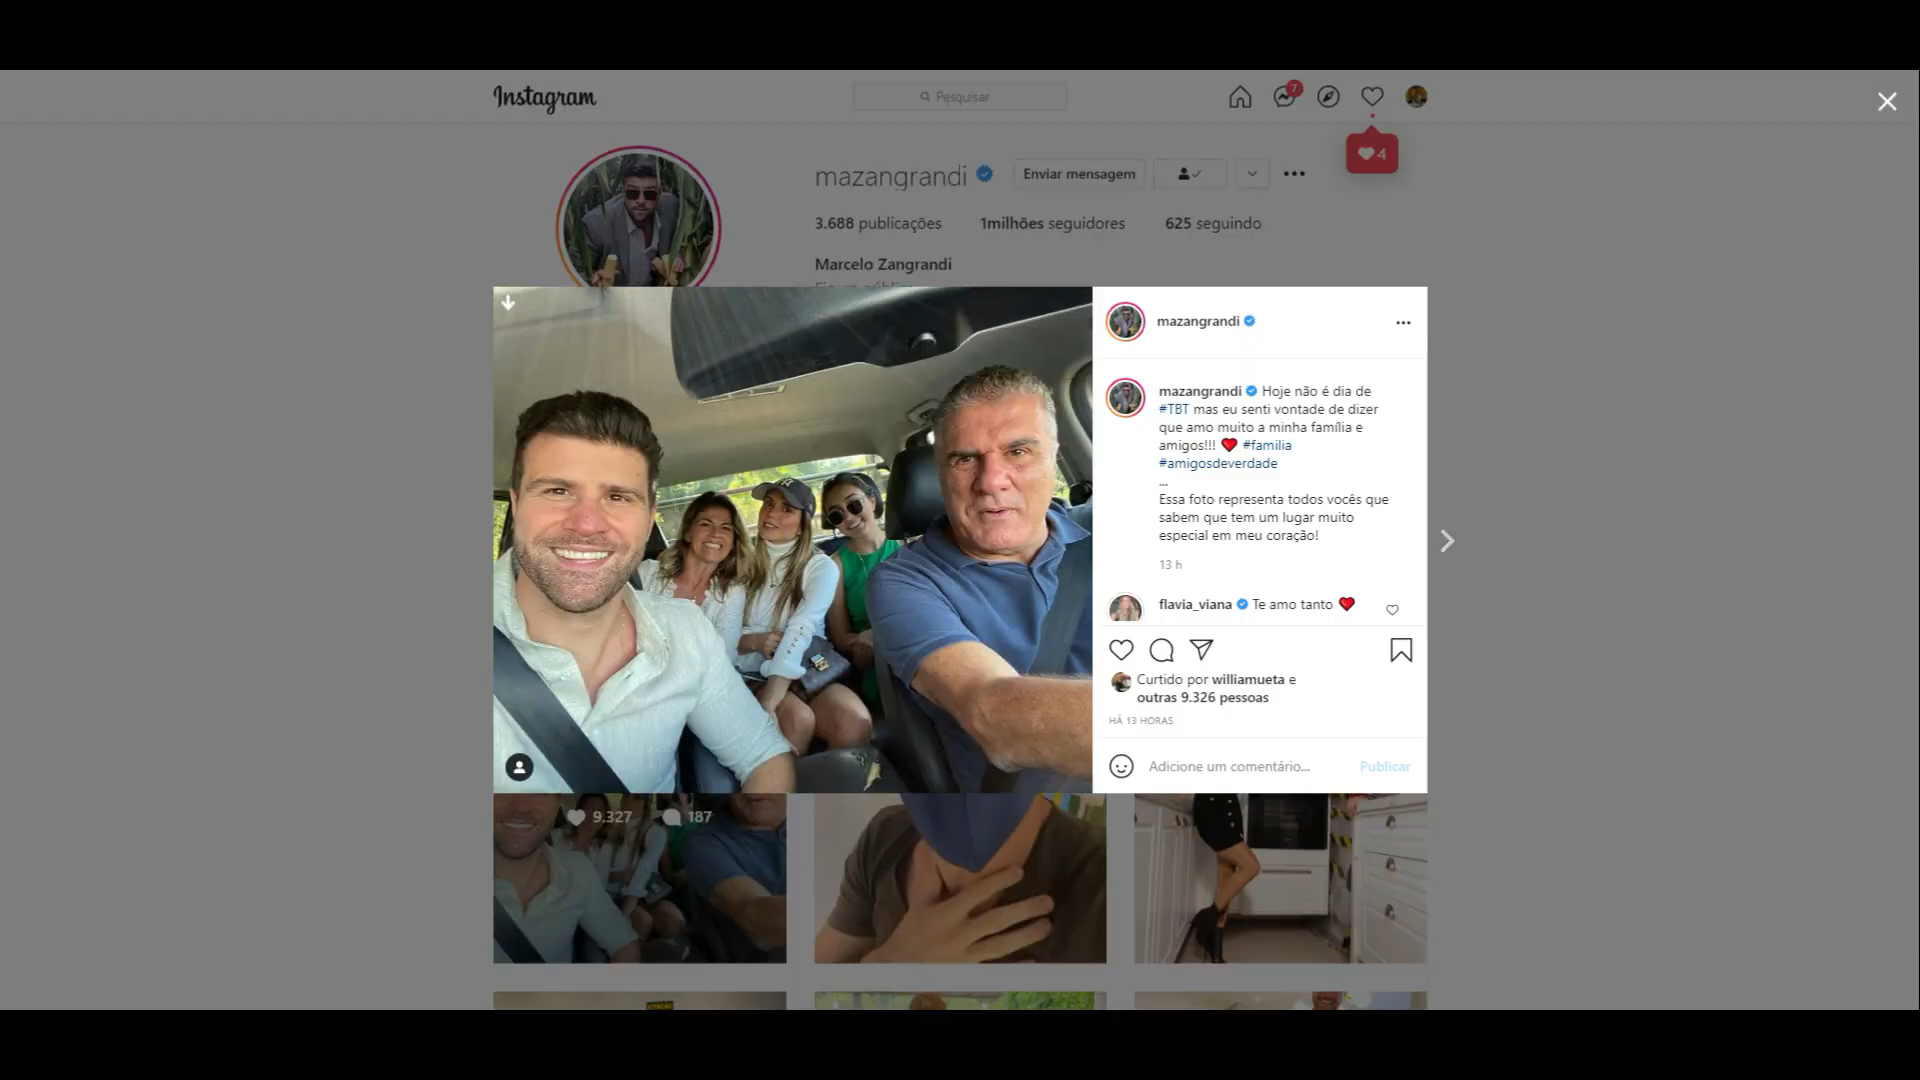 Instagram
Pesquisar
7
4
mazangrandi
Enviar mensagem
3.688 publicações 1milhões seguidores 625 seguindo
Marcelo Zangrandi
mazangrandi
mazangrandi Hoje não é dia de
#TBT mas eu senti vontade de dizer
que amo muito a minha família e
amigos!!! ❤️ #familia
#amigosdeverdade
...
Essa foto representa todos vocês que
sabem que tem um lugar muito
especial em meu coração!
13 h
flavia_viana Te amo tanto ❤️
Curtido por williamueta e
outras 9.326 pessoas
HÁ 13 HORAS
Adicione um comentário... Publicar
9.327 187